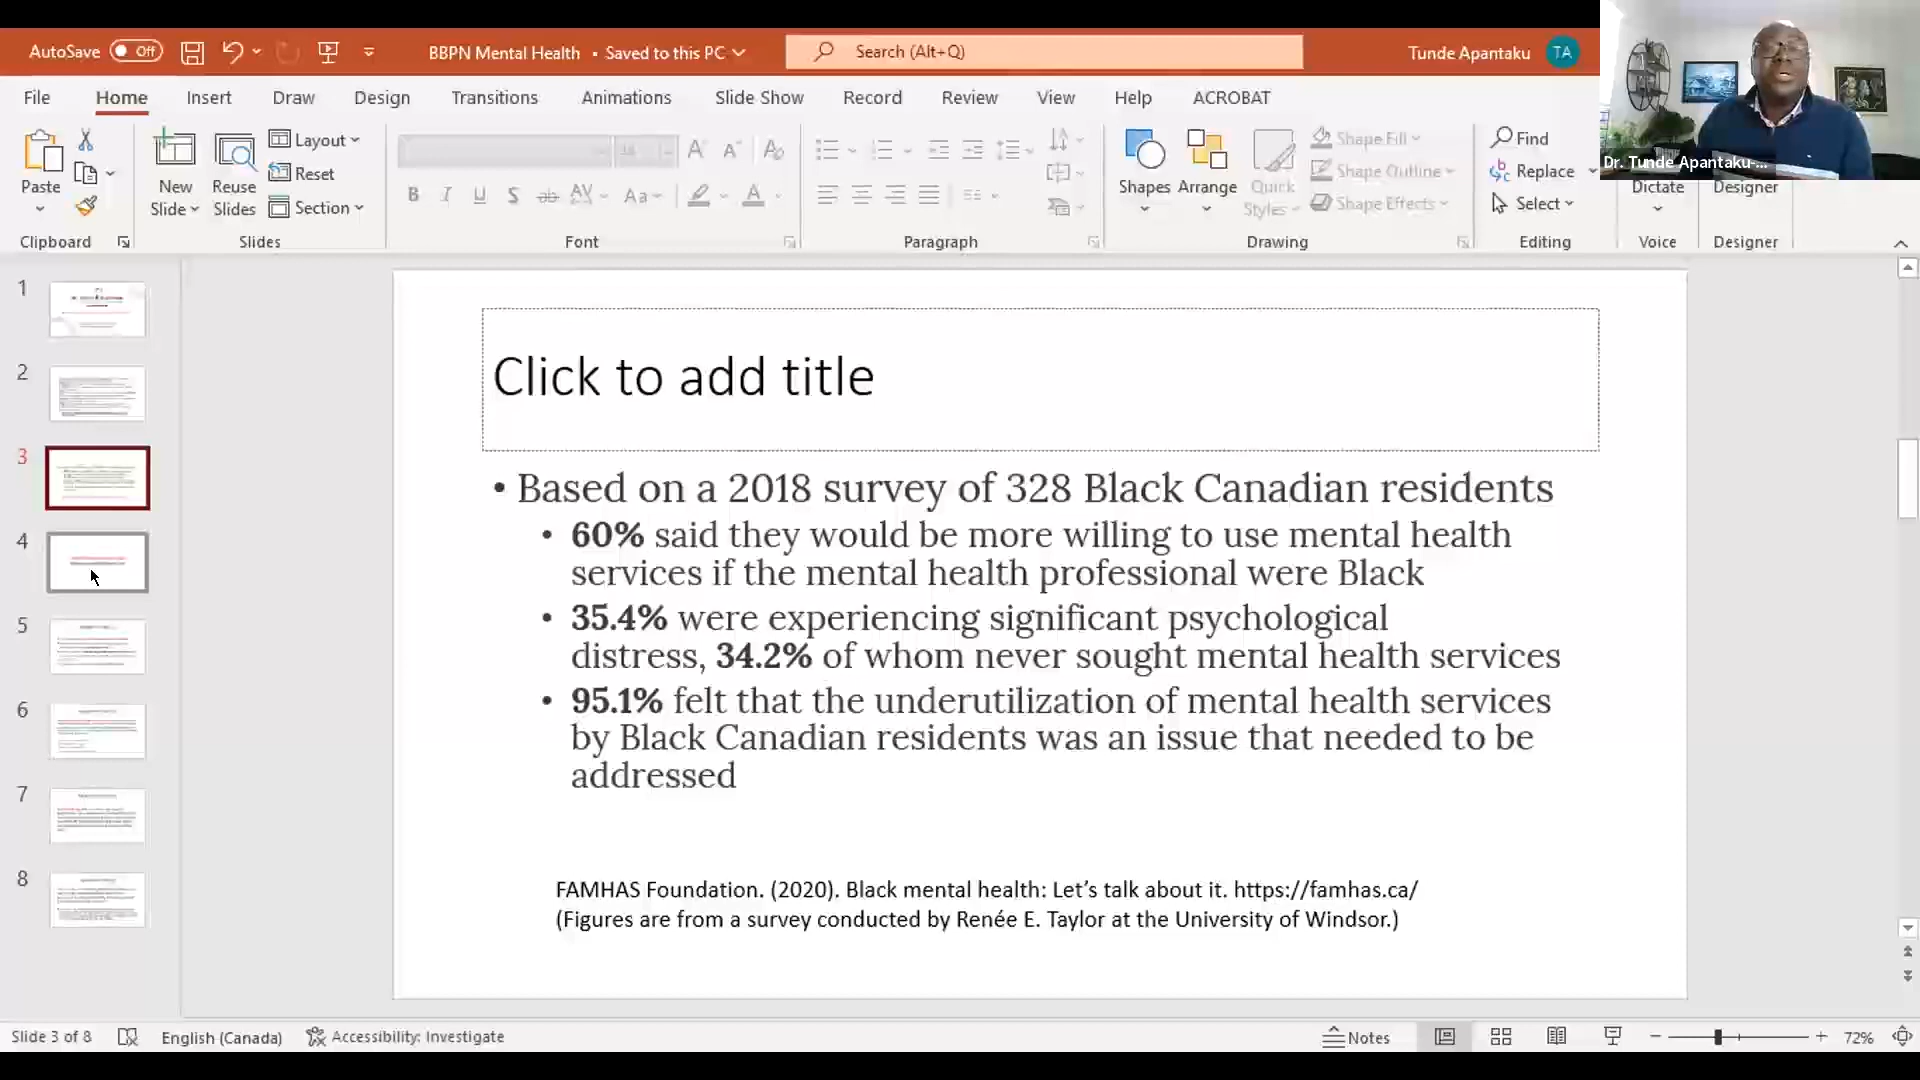 AutoSave Off
BBPN Mental Health • Saved to this PC
Search (Alt+Q)
Tunde Apantaku TA
File Home Insert Draw Design Transitions Animations Slide Show Record Review View Help ACROBAT
Paste
New
Slide
Reuse
Slides
Layout
Reset
Section
Shapes
Arrange
Quick
Styles
Shape Fill
Shape Outline
Shape Effects
Find
Replace
Select
Dictate
Designer
Dr. Tunde Apantaku-...
Clipboard Slides Font Paragraph Drawing Editing Voice Designer
1
2
3
4
5
6
7
8
Click to add title
• Based on a 2018 survey of 328 Black Canadian residents
• 60% said they would be more willing to use mental health
services if the mental health professional were Black
• 35.4% were experiencing significant psychological
distress, 34.2% of whom never sought mental health services
• 95.1% felt that the underutilization of mental health services
by Black Canadian residents was an issue that needed to be
addressed
FAMHAS Foundation. (2020). Black mental health: Let's talk about it. https://famhas.ca/
(Figures are from a survey conducted by Renée E. Taylor at the University of Windsor.)
Slide 3 of 8 English (Canada) Accessibility: Investigate Notes 72%